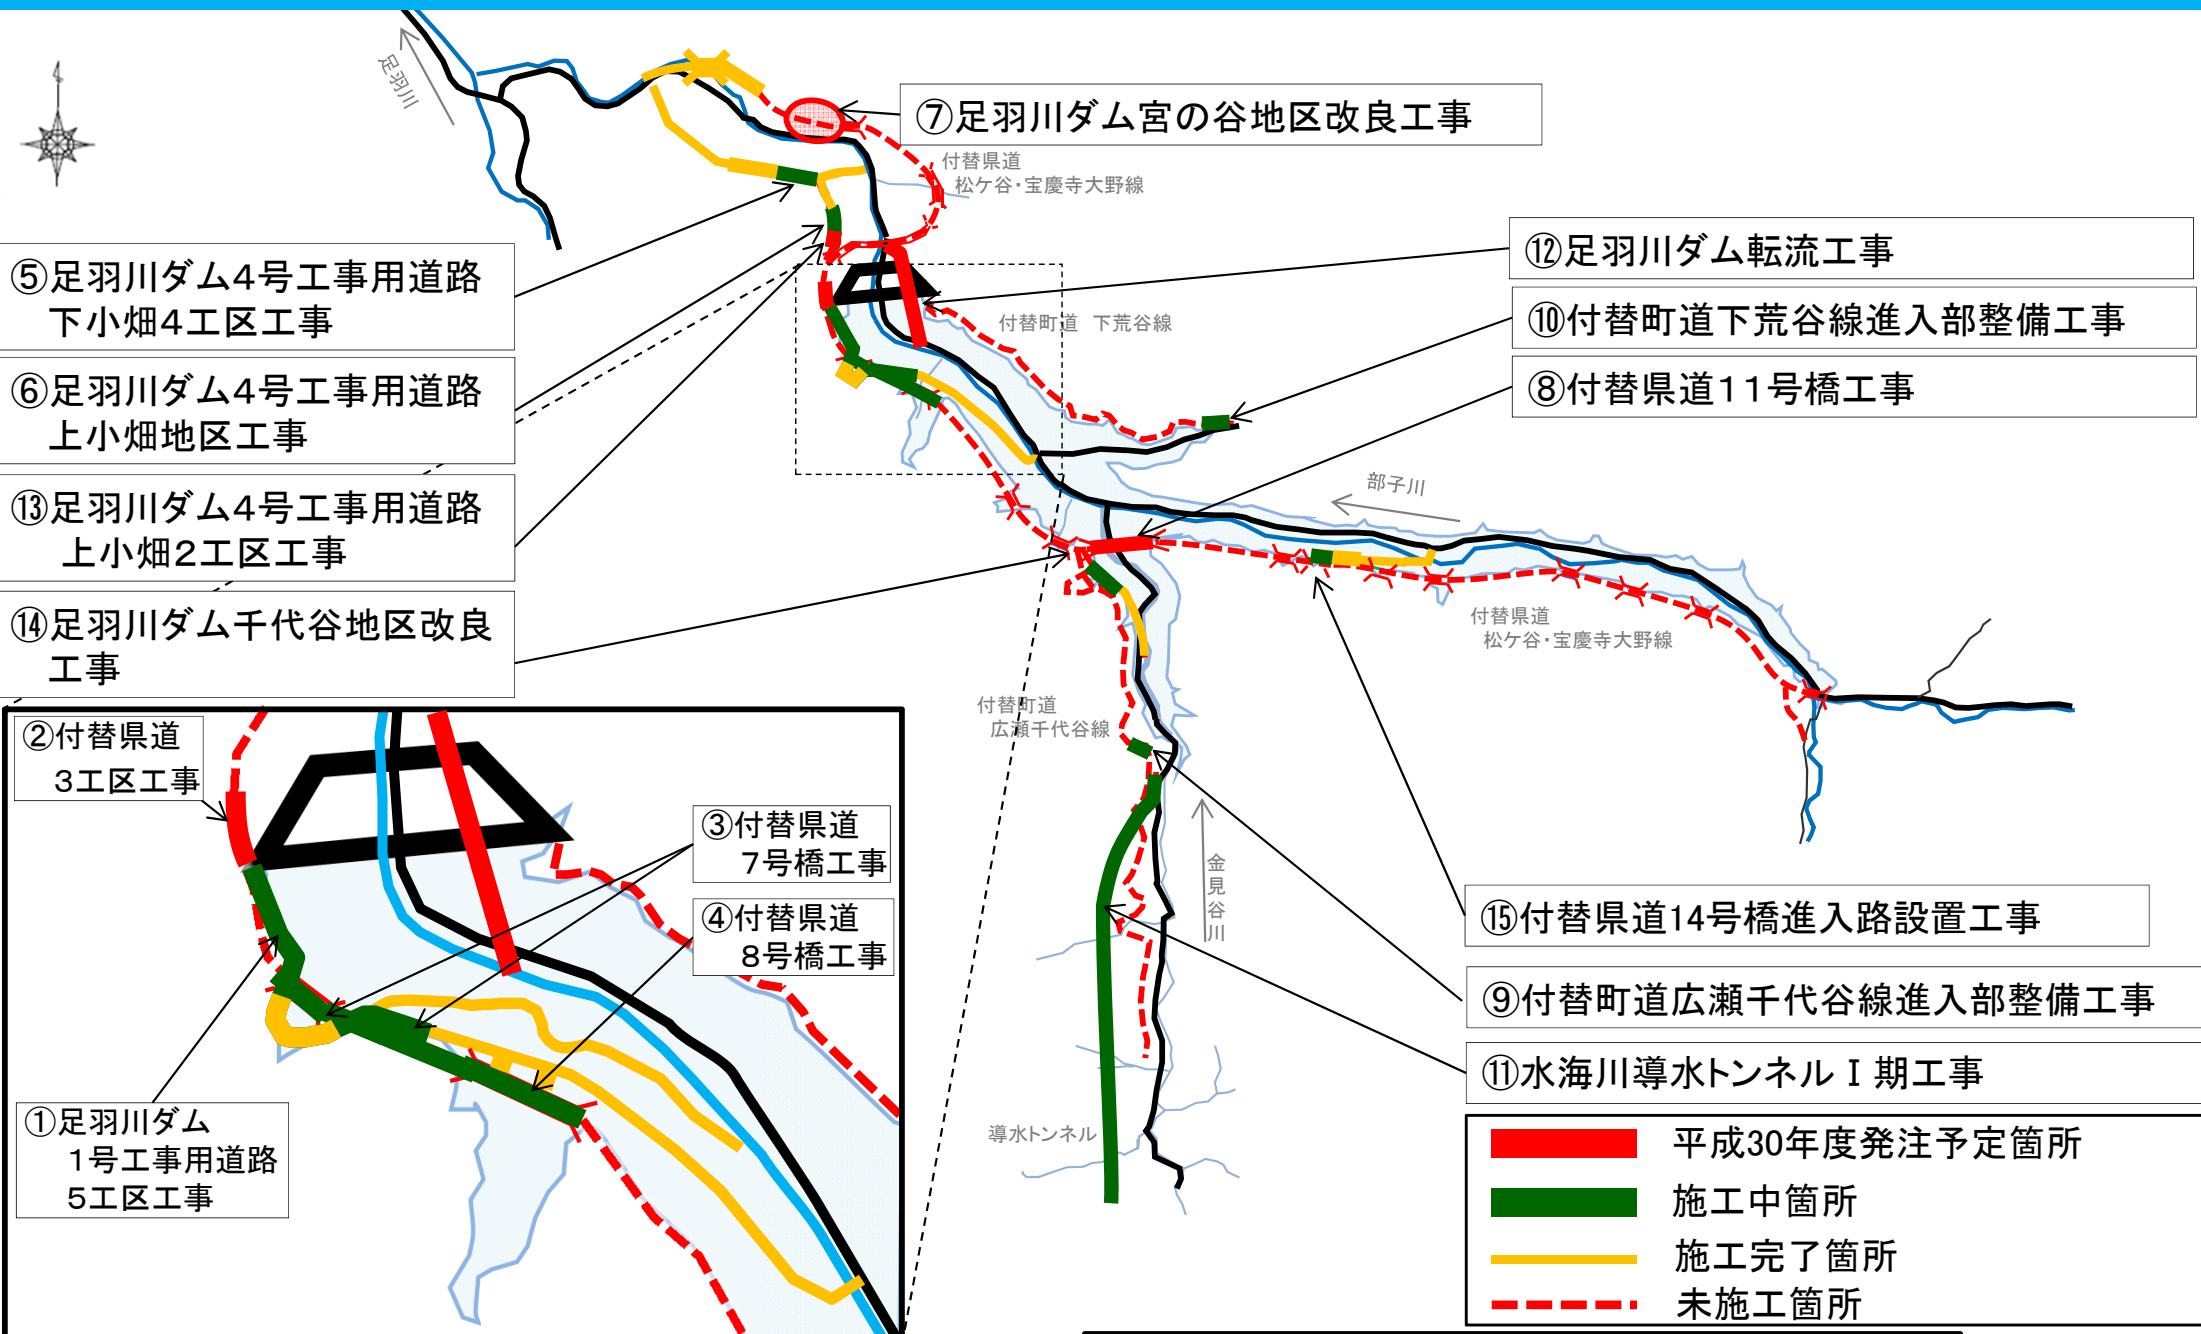 足羽川
⑦足羽川ダム宮の谷地区改良工事
付替県道
松ケ谷・宝慶寺大野線
⑫足羽川ダム転流工事
⑤足羽川ダム4号工事用道路
下小畑4工区工事
⑩付替町道下荒谷線進入部整備工事
付替町道 下荒谷線
⑥足羽川ダム4号工事用道路
上小畑地区工事
⑧付替県道11号橋工事
⑬足羽川ダム4号工事用道路
上小畑2工区工事
部子川
⑭足羽川ダム千代谷地区改良
工事
付替県道
松ケ谷・宝慶寺大野線
付替町道
広瀬千代谷線
②付替県道
3工区工事
③付替県道
7号橋工事
④付替県道
8号橋工事
金見谷川
⑮付替県道14号橋進入路設置工事
⑨付替町道広瀬千代谷線進入部整備工事
⑪水海川導水トンネルⅠ期工事
①足羽川ダム
1号工事用道路
5工区工事
導水トンネル
平成30年度発注予定箇所
施工中箇所
施工完了箇所
未施工箇所